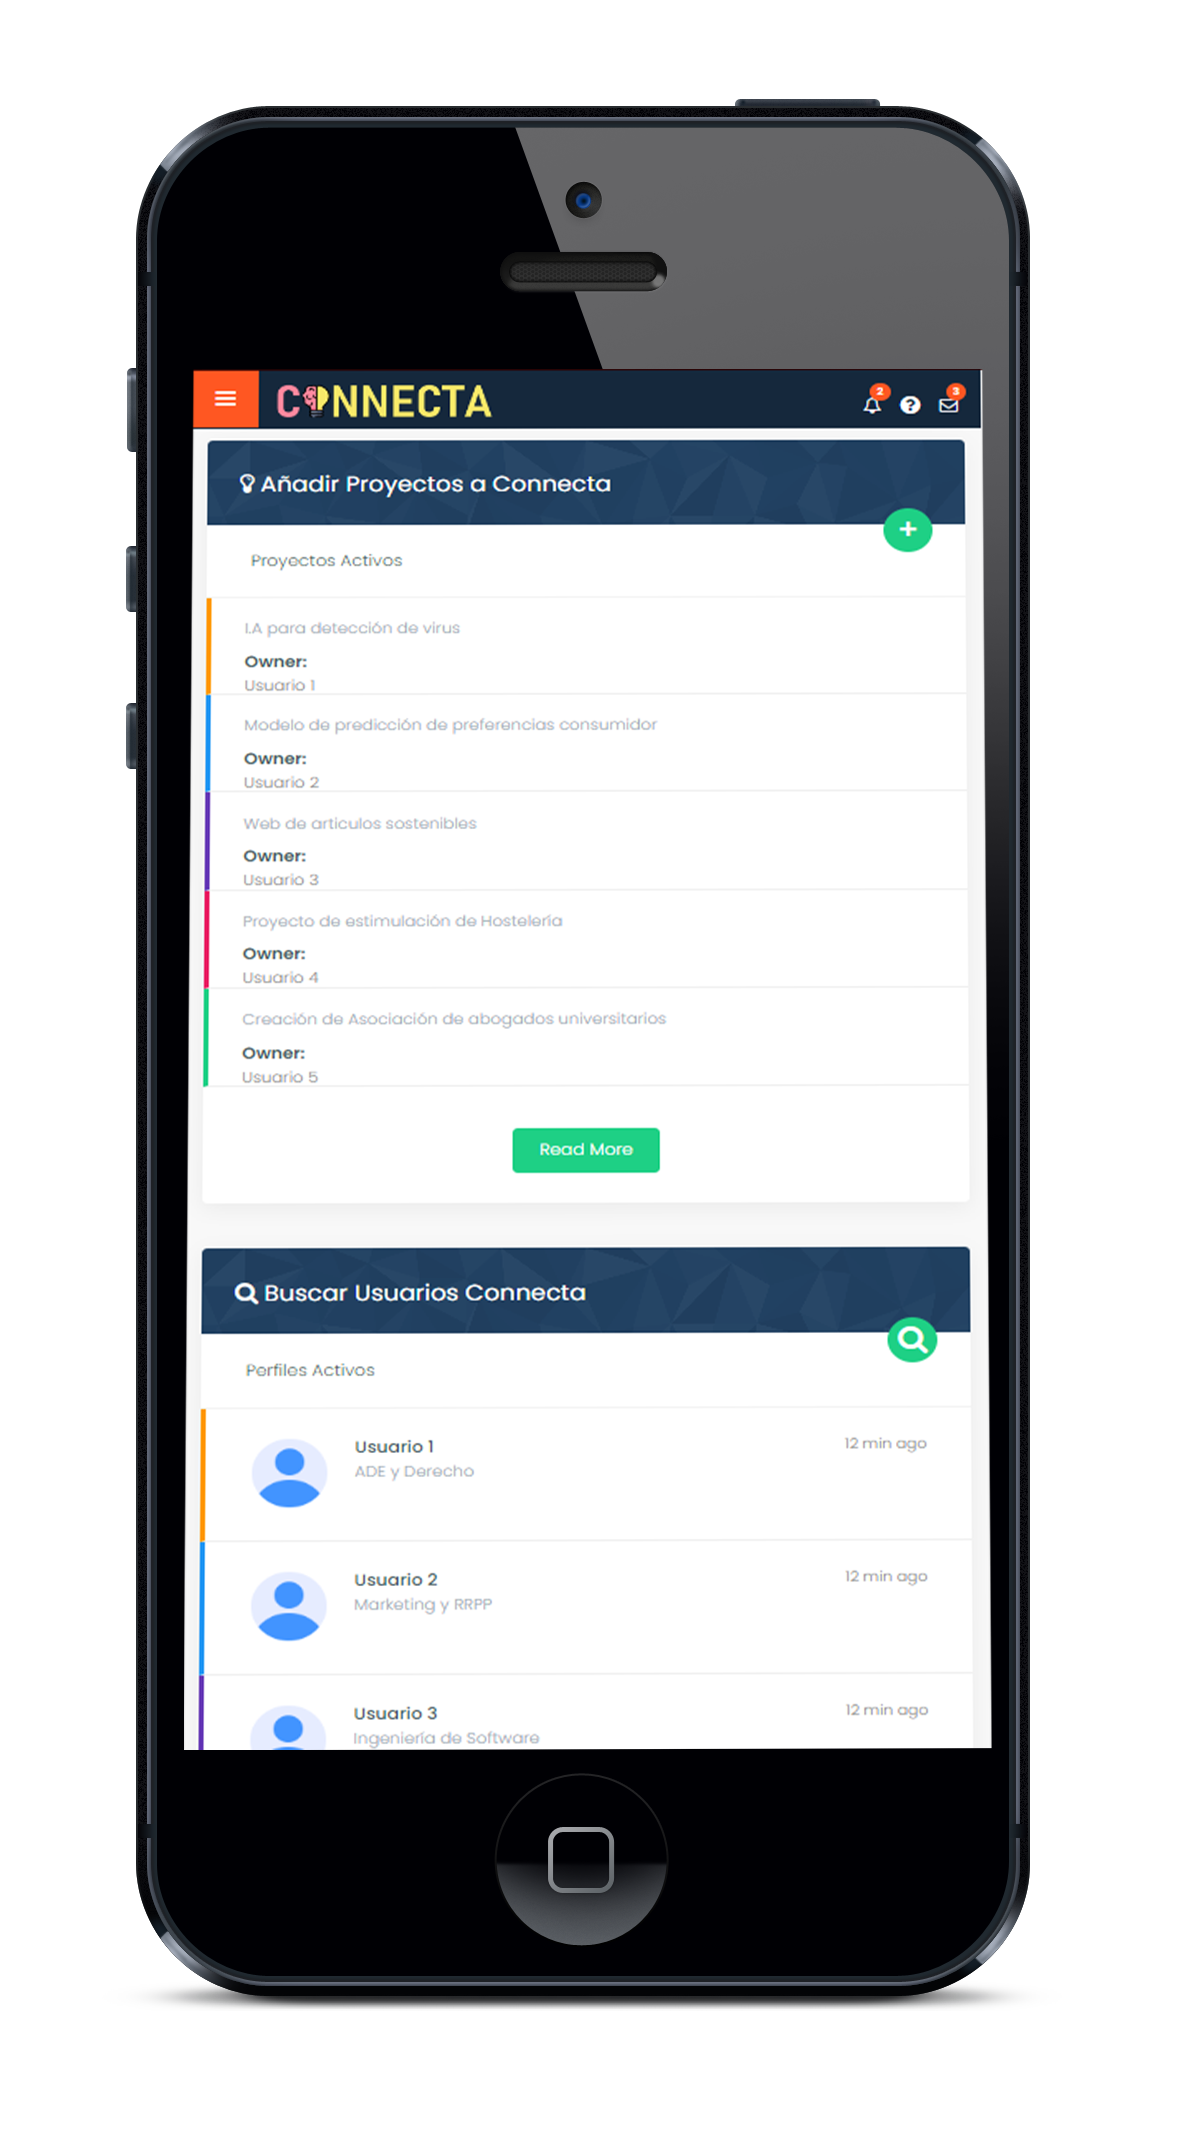 CONNECTA
2
3
Añadir Proyectos a Connecta
Proyectos Activos
I.A para detección de virus
Owner:
Usuario 1
Modelo de predicción de preferencias consumidor
Owner:
Usuario 2
Web de articulos sostenibles
Owner:
Usuario 3
Proyecto de estimulación de Hostelería
Owner:
Usuario 4
Creación de Asociación de abogados universitarios
Owner:
Usuario 5
Read More
Buscar Usuarios Connecta
Perfiles Activos
Usuario 1
12 min ago
ADE y Derecho
Usuario 2
12 min ago
Marketing y RRPP
Usuario 3
12 min ago
Ingeniería de Software